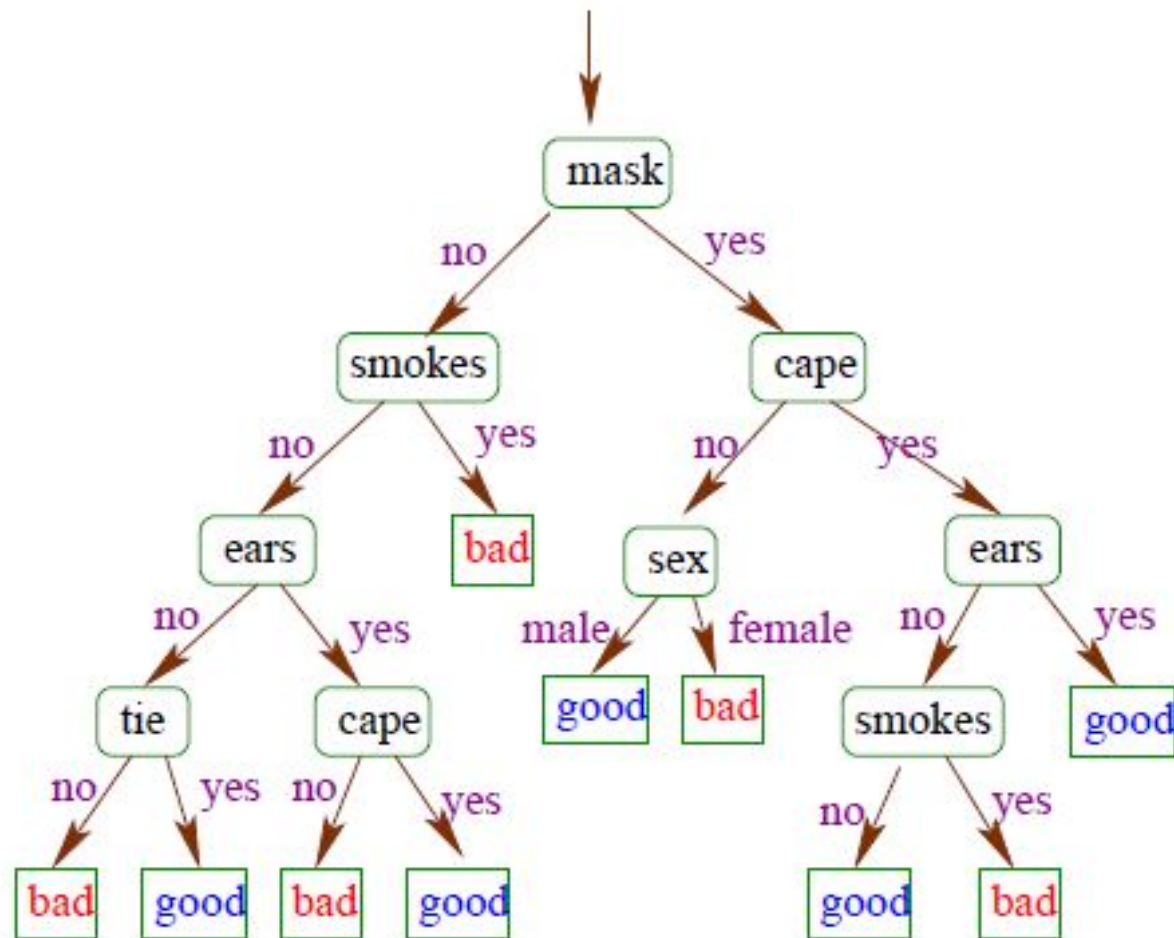 mask
no yes
smokes cape
no yes no yes
ears bad sex ears
no yes male female no yes
tie cape good bad smokes good
no yes no yes no yes
bad good bad good good bad